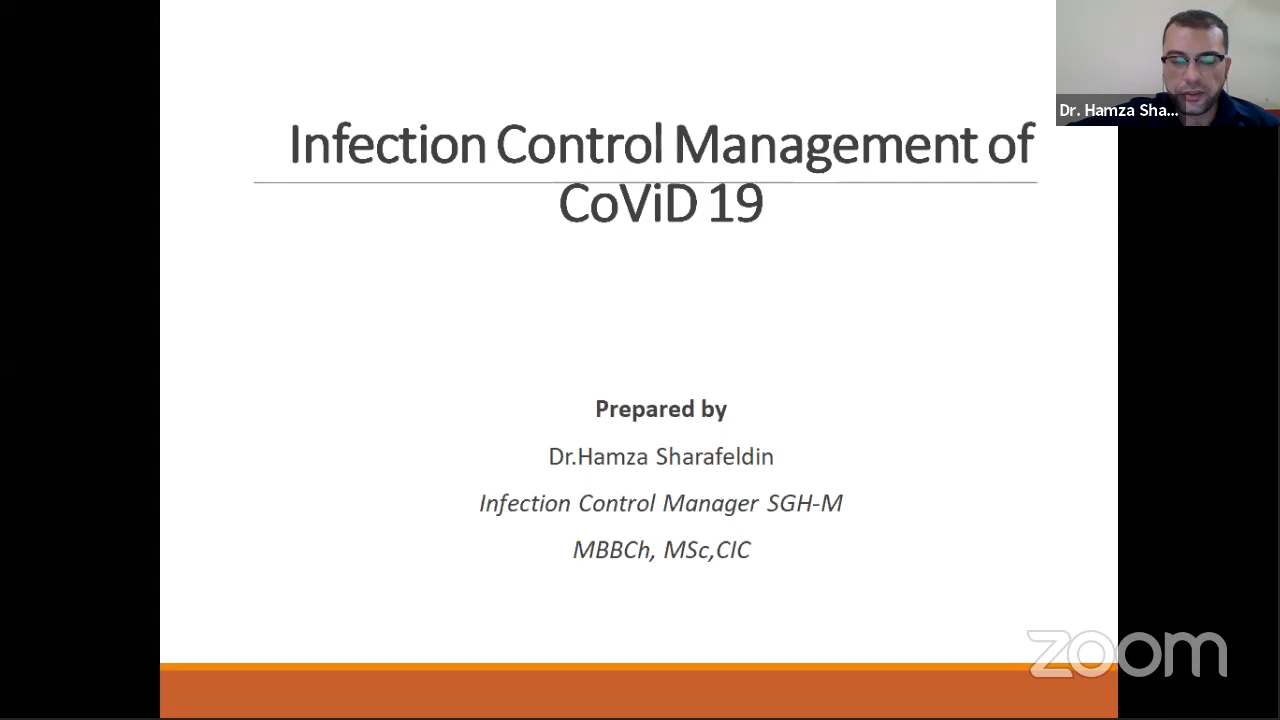 Infection Control Management of
CoViD 19
Prepared by
Dr.Hamza Sharafeldin
Infection Control Manager SGH-M
MBBCh, MSc,CIC
Dr. Hamza Sha...
zoom